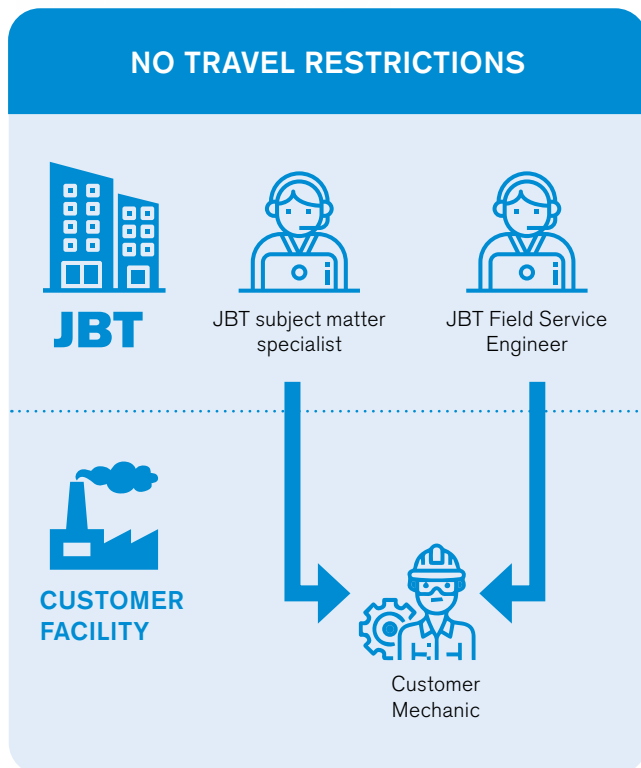 NO TRAVEL RESTRICTIONS
JBT
JBT subject matter
specialist
JBT Field Service
Engineer
CUSTOMER
FACILITY
Customer
Mechanic